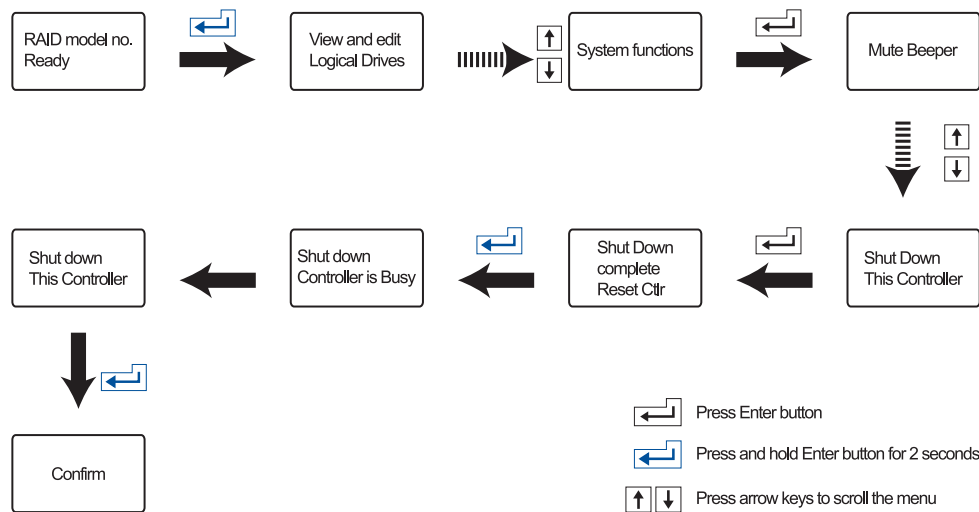 RAID model no.
Ready
View and edit
Logical Drives
System functions
Mute Beeper
Shut down
This Controller
Shut down
Controller is Busy
Shut Down
complete
Reset Ctlr
Shut Down
This Controller
Confirm
Press Enter button
Press and hold Enter button for 2 seconds
Press arrow keys to scroll the menu